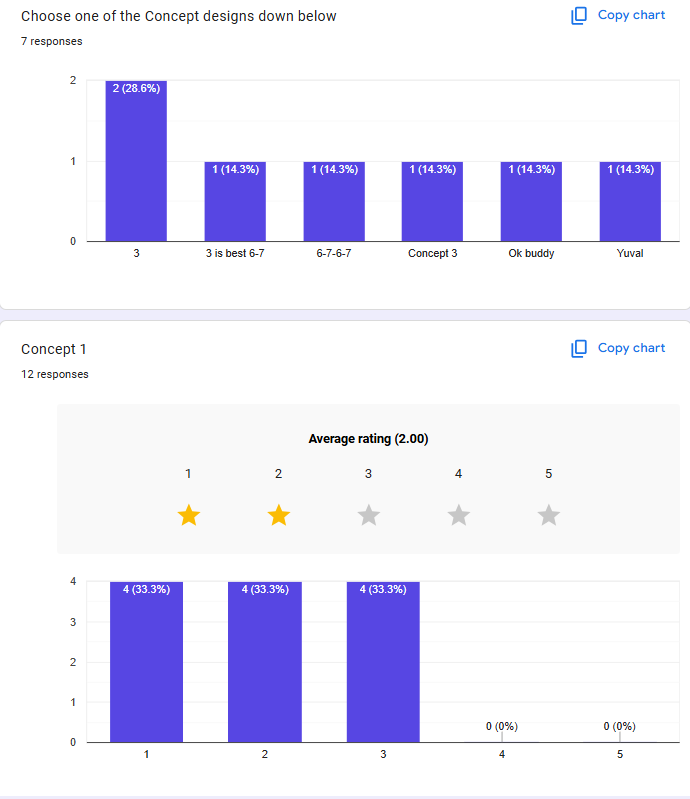 Choose one of the Concept designs down below
Copy chart
7 responses
2
1
0
2 (28.6%)
1 (14.3%)
1 (14.3%)
1 (14.3%)
1 (14.3%)
1 (14.3%)
3
3 is best 6-7
6-7-6-7
Concept 3
Ok buddy
Yuval
Concept 1
Copy chart
12 responses
Average rating (2.00)
1 2 3 4 5
4
3
2
1
0
4 (33.3%)
4 (33.3%)
4 (33.3%)
0 (0%)
0 (0%)
1 2 3 4 5